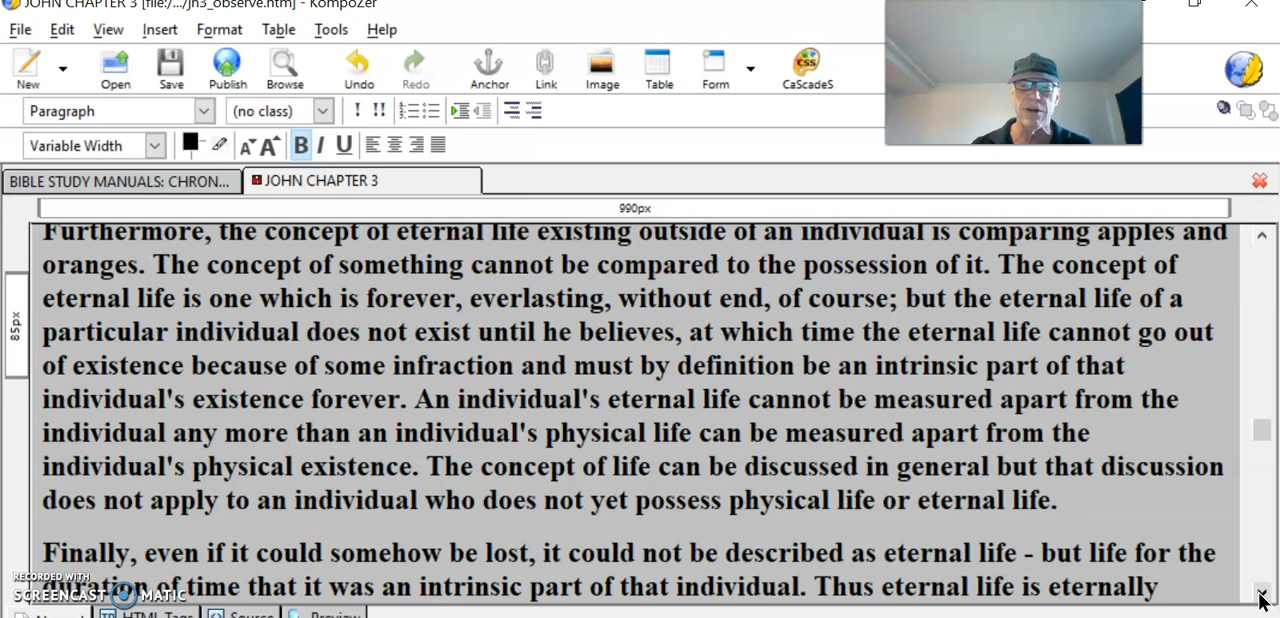 JOHN CHAPTER 3 [file:/.../jn3_observe.htm] - KompoZer
File Edit View Insert Format Table Tools Help
New Open Save Publish Browse Undo Redo Anchor Link Image Table Form CaScadeS
Paragraph (no class) ! !!
Variable Width A A B I U
BIBLE STUDY MANUALS: CHRON... JOHN CHAPTER 3
990px
85px
Furthermore, the concept of eternal life existing outside of an individual is comparing apples and
oranges. The concept of something cannot be compared to the possession of it. The concept of
eternal life is one which is forever, everlasting, without end, of course; but the eternal life of a
particular individual does not exist until he believes, at which time the eternal life cannot go out
of existence because of some infraction and must by definition be an intrinsic part of that
individual's existence forever. An individual's eternal life cannot be measured apart from the
individual any more than an individual's physical life can be measured apart from the
individual's physical existence. The concept of life can be discussed in general but that discussion
does not apply to an individual who does not yet possess physical life or eternal life.
Finally, even if it could somehow be lost, it could not be described as eternal life - but life for the
duration of time that it was an intrinsic part of that individual. Thus eternal life is eternally
RECORDED WITH
SCREENCAST MATIC
HTML Tags Source Preview